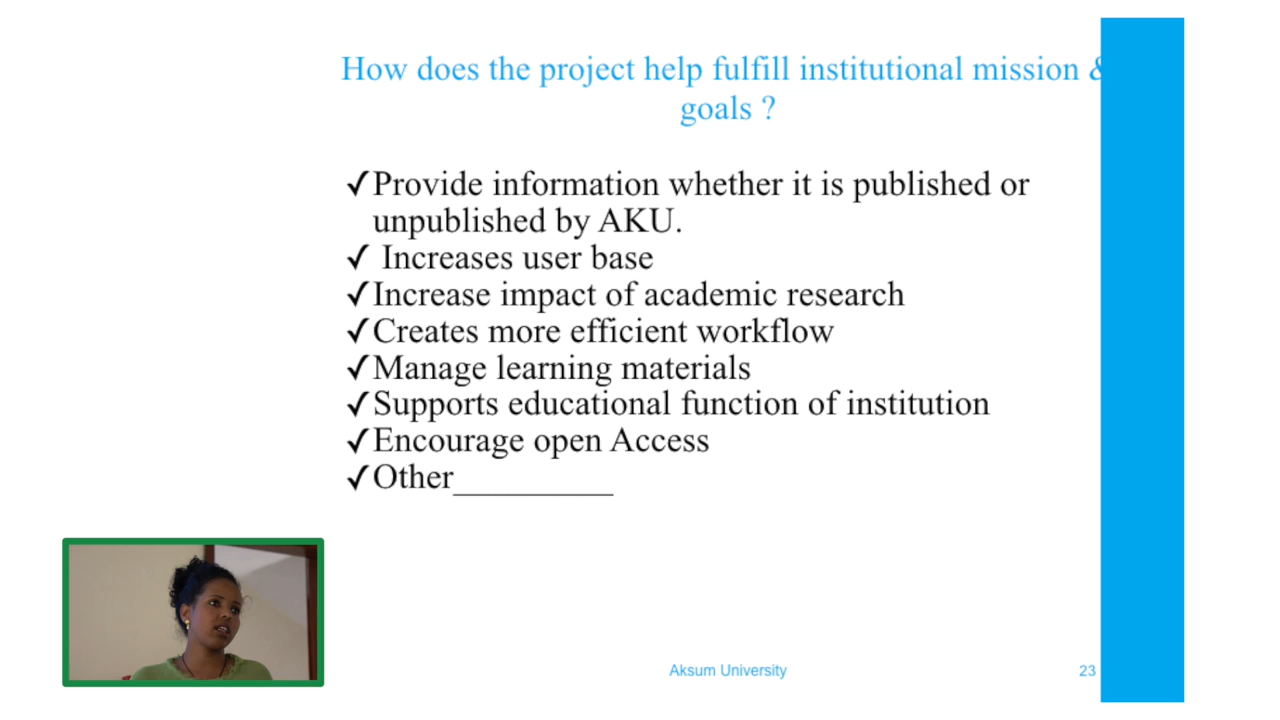 How does the project help fulfill institutional mission &
goals ?
✓Provide information whether it is published or
unpublished by AKU.
✓ Increases user base
✓Increase impact of academic research
✓Creates more efficient workflow
✓Manage learning materials
✓Supports educational function of institution
✓Encourage open Access
✓Other__________
Aksum University
23